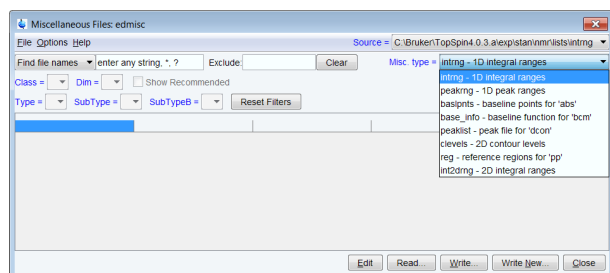 Miscellaneous Files: edmisc
File Options Help
Source = C:\Bruker\TopSpin4.0.3.a\exp\stan\nmr\lists\intrng
Find file names enter any string, *, ? Exclude: Clear Misc. type = intrng - 1D integral ranges
Class = Dim = Show Recommended
Type = SubType = SubTypeB = Reset Filters
intrng - 1D integral ranges
peakrng - 1D peak ranges
baslpnts - baseline points for 'abs'
base_info - baseline function for 'bcm'
peaklist - peak file for 'dcon'
clevels - 2D contour levels
reg - reference regions for 'pp'
int2drng - 2D integral ranges
Edit Read... Write... Write New... Close